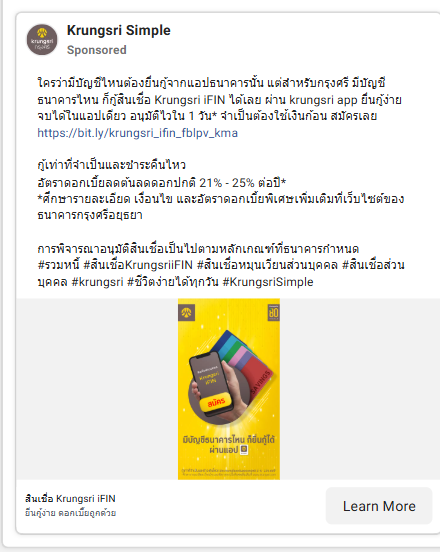 Krungsri Simple
Sponsored
krungsri
กรุงศรี
ใครว่ามีบัญชีไหนต้องยื่นกู้จากแอปธนาคารนั้น แต่สำหรับกรุงศรี มีบัญชี
ธนาคารไหน ก็กู้สินเชื่อ Krungsri iFIN ได้เลย ผ่าน krungsri app ยื่นกู้ง่าย
จบได้ในแอปเดียว อนุมัติไวใน 1 วัน* จำเป็นต้องใช้เงินก้อน สมัครเลย
https://bit.ly/krungsri_ifin_fblpv_kma
กู้เท่าที่จำเป็นและชำระคืนไหว
อัตราดอกเบี้ยลดต้นลดดอกปกติ 21% - 25% ต่อปี*
*ศึกษารายละเอียด เงื่อนไข และอัตราดอกเบี้ยพิเศษเพิ่มเติมที่เว็บไซต์ของ
ธนาคารกรุงศรีอยุธยา
การพิจารณาอนุมัติสินเชื่อเป็นไปตามหลักเกณฑ์ที่ธนาคารกำหนด
#รวมหนี้ #สินเชื่อKrungsriiFIN #สินเชื่อหมุนเวียนส่วนบุคคล #สินเชื่อส่วน
บุคคล #krungsri #ชีวิตง่ายได้ทุกวัน #KrungsriSimple
Krungsri
iFIN
สมัคร
มีบัญชีธนาคารไหน ก็ยื่นกู้ได้
ผ่านแอป
สินเชื่อ Krungsri iFIN
ยื่นกู้ง่าย ดอกเบี้ยถูกด้วย
Learn More